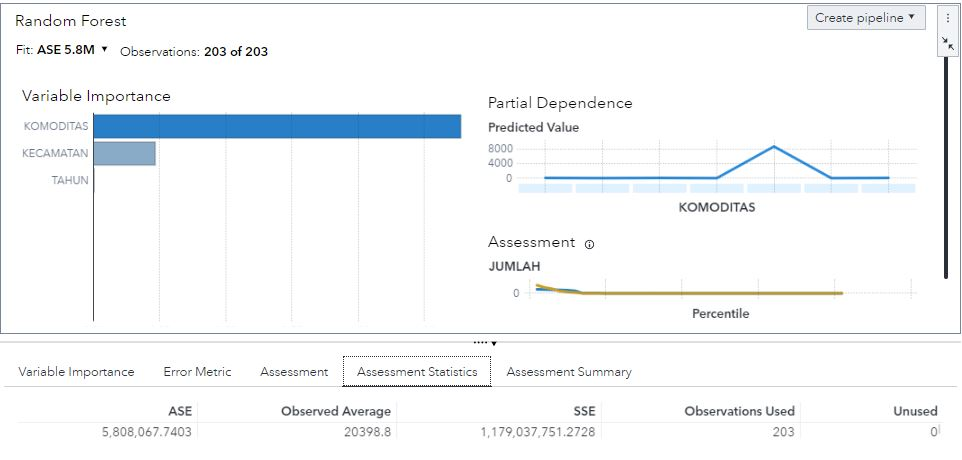 Random Forest
Create pipeline ▼
Fit: ASE 5.8M ▼ Observations: 203 of 203
Variable Importance
KOMODITAS
KECAMATAN
TAHUN
Partial Dependence
Predicted Value
8000
4000
0
KOMODITAS
Assessment
JUMLAH
0
Percentile
Variable Importance Error Metric Assessment Assessment Statistics Assessment Summary
ASE Observed Average SSE Observations Used Unused
5,808,067.7403 20398.8 1,179,037,751.2728 203 0